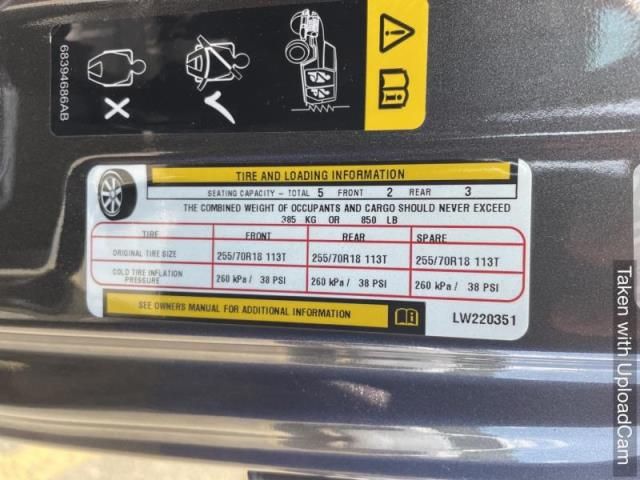 68394686AB
TIRE AND LOADING INFORMATION
SEATING CAPACITY - TOTAL 5 FRONT 2 REAR 3
THE COMBINED WEIGHT OF OCCUPANTS AND CARGO SHOULD NEVER EXCEED
385 KG OR 850 LB
TIRE FRONT REAR SPARE
ORIGINAL TIRE SIZE 255/70R18 113T 255/70R18 113T 255/70R18 113T
COLD TIRE INFLATION
PRESSURE 260 kPa / 38 PSI 260 kPa / 38 PSI 260 kPa / 38 PSI
SEE OWNERS MANUAL FOR ADDITIONAL INFORMATION
LW220351
Taken with UploadCam